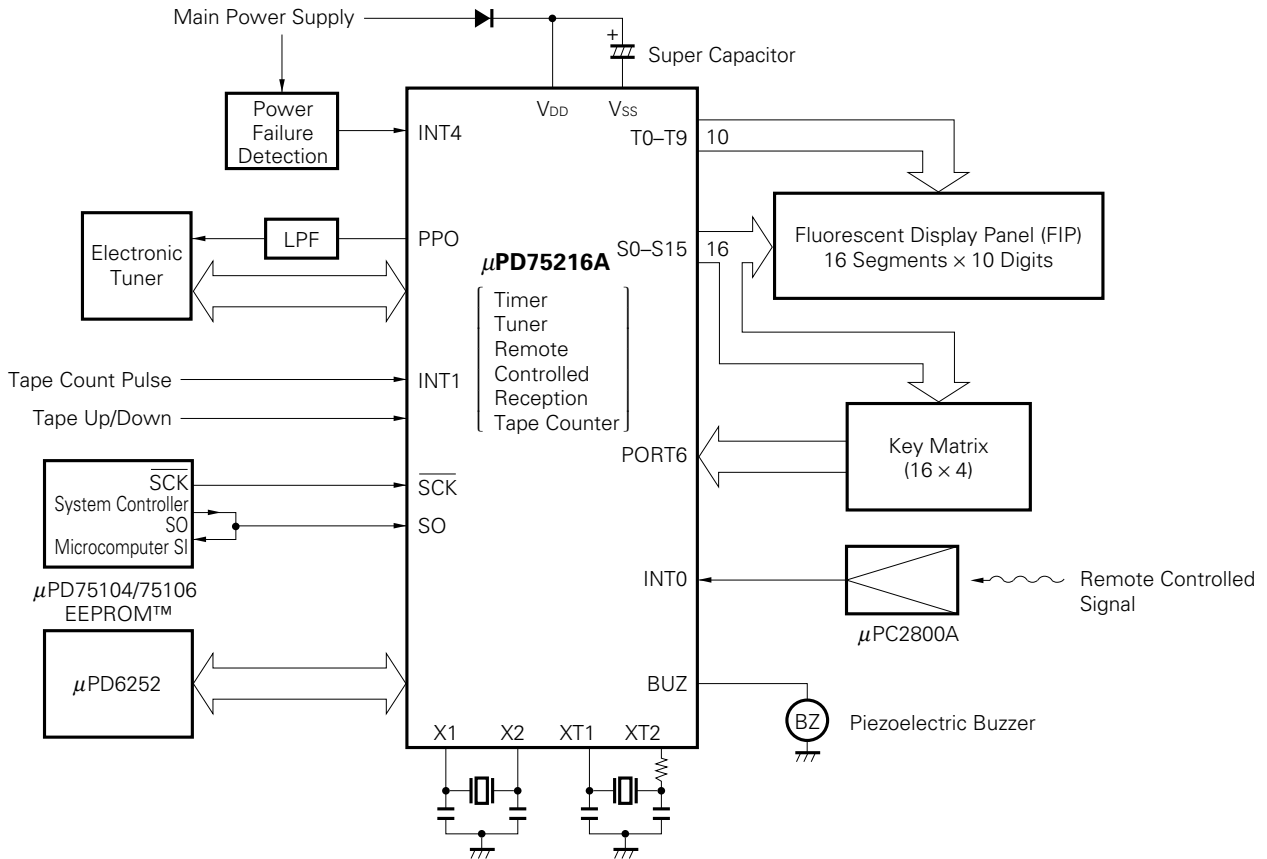 Main Power Supply
+
Super Capacitor
Power
Failure
Detection
INT4
VDD
VSS
T0–T9
10
Electronic
Tuner
LPF
PPO
S0–S15
16
Fluorescent Display Panel (FIP)
16 Segments × 10 Digits
μPD75216A
Timer
Tuner
Remote
Controlled
Reception
Tape Counter
Tape Count Pulse
INT1
Tape Up/Down
PORT6
Key Matrix
(16 × 4)
SCK
System Controller
SO
Microcomputer SI
SCK
SO
μPD75104/75106
EEPROM™
μPD6252
INT0
μPC2800A
Remote Controlled
Signal
BUZ
BZ
Piezoelectric Buzzer
X1
X2
XT1
XT2